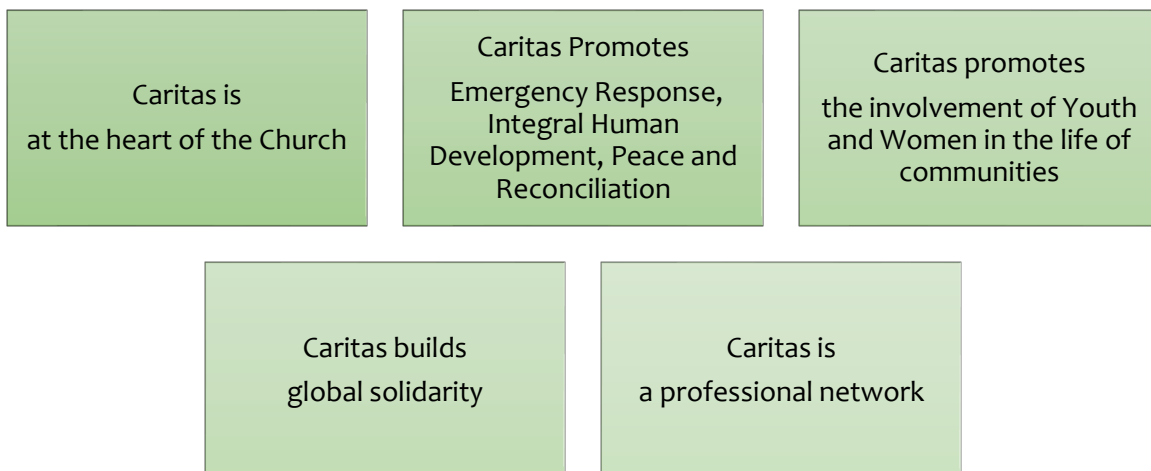 Caritas is
at the heart of the Church
Caritas Promotes
Emergency Response,
Integral Human
Development, Peace and
Reconciliation
Caritas promotes
the involvement of Youth
and Women in the life of
communities
Caritas builds
global solidarity
Caritas is
a professional network